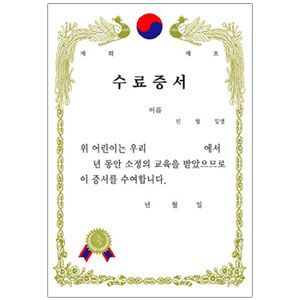 제 회 제 호
수 료 증 서
이름
년 월 일생
위 어린이는 우리 에서
년 동안 소정의 교육을 받았으므로
이 증서를 수여합니다.
년 월 일